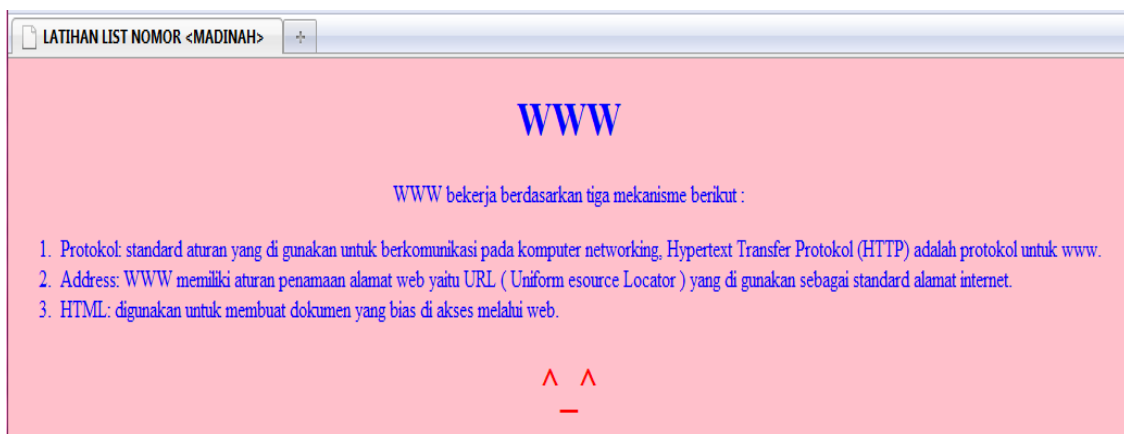 LATIHAN LIST NOMOR <MADINAH>
WWW
WWW bekerja berdasarkan tiga mekanisme berikut :
1. Protokol: standard aturan yang di gunakan untuk berkomunikasi pada komputer networking, Hypertext Transfer Protokol (HTTP) adalah protokol untuk www.
2. Address: WWW memiliki aturan penamaan alamat web yaitu URL ( Uniform esource Locator ) yang di gunakan sebagai standard alamat internet.
3. HTML: digunakan untuk membuat dokumen yang bias di akses melalui web.
^_^